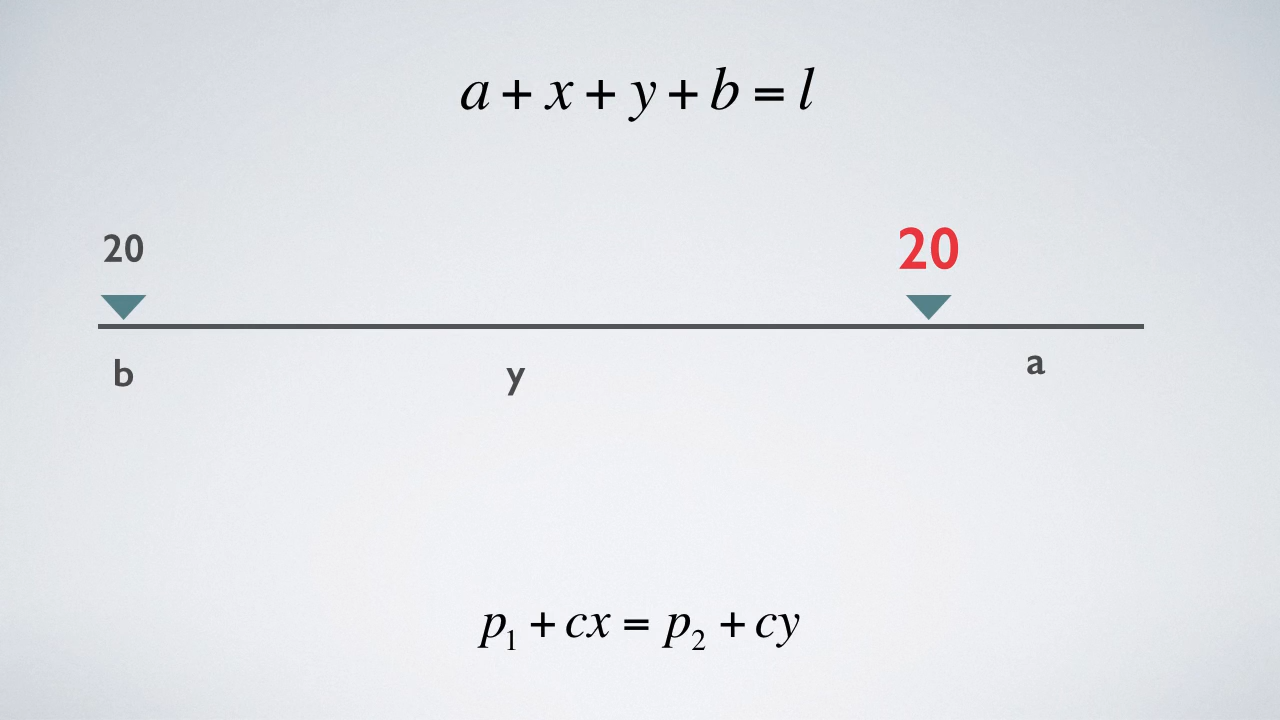 a + x + y + b = l
20 20
b y a
p₁ + cx = p₂ + cy